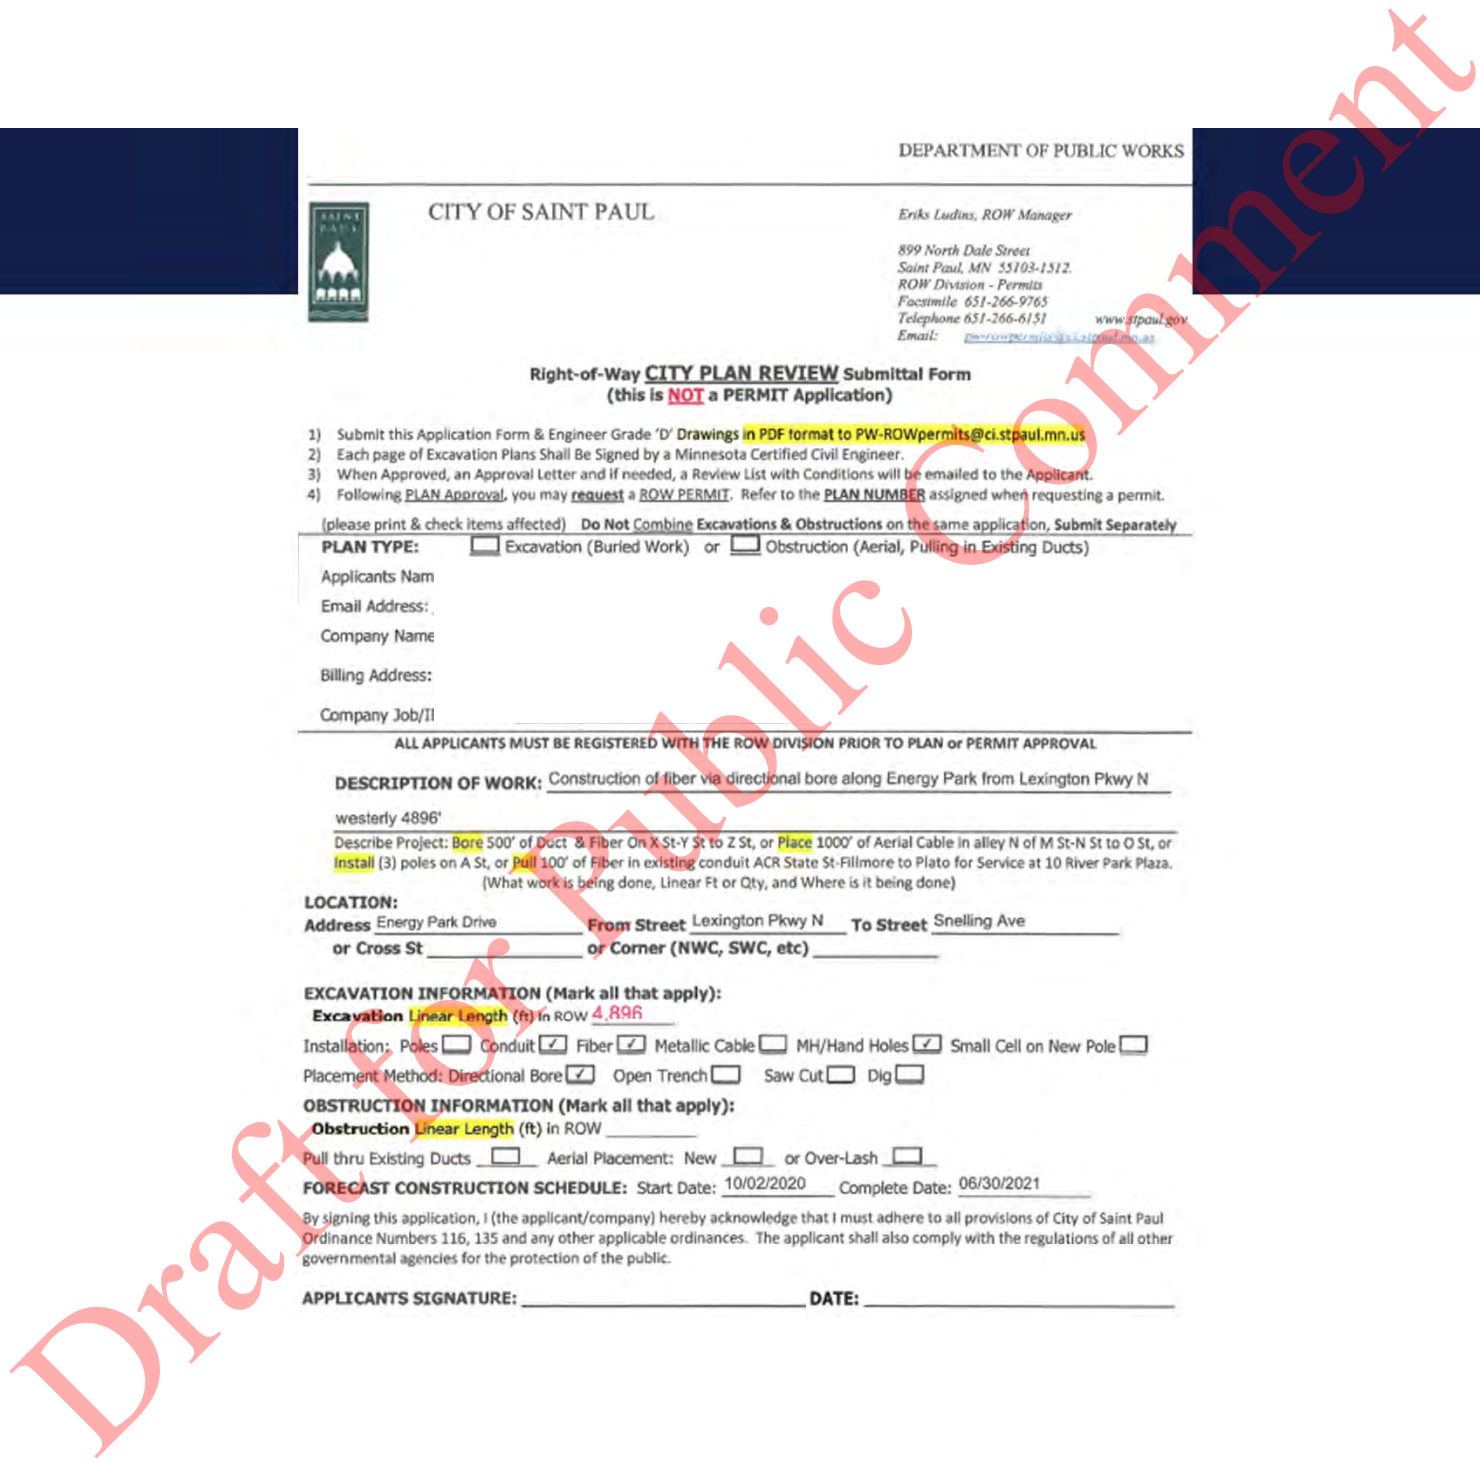 DEPARTMENT OF PUBLIC WORKS
SAINT
PAUL
CITY OF SAINT PAUL
Eriks Ludins, ROW Manager
899 North Dale Street
Saint Paul, MN 55103-1512.
ROW Division - Permits
Facsimile 651-266-9765
Telephone 651-266-6151 www.stpaul.gov
Email: pw-rowpermits@ci.stpaul.mn.us
Right-of-Way CITY PLAN REVIEW Submittal Form
(this is NOT a PERMIT Application)
1) Submit this Application Form & Engineer Grade 'D' Drawings in PDF format to PW-ROWpermits@ci.stpaul.mn.us
2) Each page of Excavation Plans Shall Be Signed by a Minnesota Certified Civil Engineer.
3) When Approved, an Approval Letter and if needed, a Review List with Conditions will be emailed to the Applicant.
4) Following PLAN Approval, you may request a ROW PERMIT. Refer to the PLAN NUMBER assigned when requesting a permit.
(please print & check items affected) Do Not Combine Excavations & Obstructions on the same application, Submit Separately
PLAN TYPE: Excavation (Buried Work) or Obstruction (Aerial, Pulling in Existing Ducts)
Applicants Nam
Email Address:
Company Name
Billing Address:
Company Job/II
ALL APPLICANTS MUST BE REGISTERED WITH THE ROW DIVISION PRIOR TO PLAN or PERMIT APPROVAL
DESCRIPTION OF WORK: Construction of fiber via directional bore along Energy Park from Lexington Pkwy N
westerly 4896'
Describe Project: Bore 500' of Duct & Fiber On X St-Y St to Z St, or Place 1000' of Aerial Cable in alley N of M St-N St to O St, or
Install (3) poles on A St, or Pull 100' of Fiber in existing conduit ACR State St-Fillmore to Plato for Service at 10 River Park Plaza.
(What work is being done, Linear Ft or Qty, and Where is it being done)
LOCATION:
Address Energy Park Drive From Street Lexington Pkwy N To Street Snelling Ave
or Cross St or Corner (NWC, SWC, etc)
EXCAVATION INFORMATION (Mark all that apply):
Excavation Linear Length (ft) in ROW 4,896
Installation: Poles Conduit ✓ Fiber ✓ Metallic Cable MH/Hand Holes ✓ Small Cell on New Pole
Placement Method: Directional Bore ✓ Open Trench Saw Cut Dig
OBSTRUCTION INFORMATION (Mark all that apply):
Obstruction Linear Length (ft) in ROW
Pull thru Existing Ducts Aerial Placement: New or Over-Lash
FORECAST CONSTRUCTION SCHEDULE: Start Date: 10/02/2020 Complete Date: 06/30/2021
By signing this application, I (the applicant/company) hereby acknowledge that I must adhere to all provisions of City of Saint Paul
Ordinance Numbers 116, 135 and any other applicable ordinances. The applicant shall also comply with the regulations of all other
governmental agencies for the protection of the public.
APPLICANTS SIGNATURE: DATE:
Draft for Public Comment